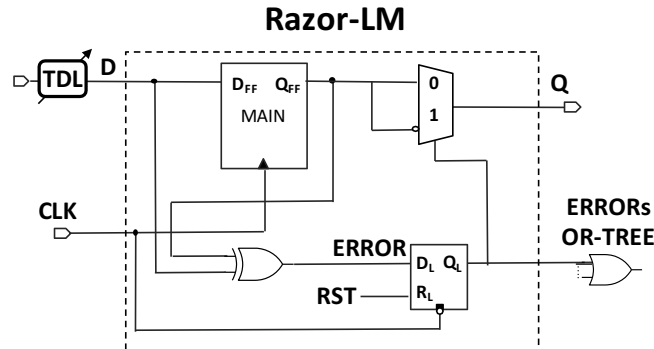 Razor-LM
TDL
D
D_FF Q_FF
MAIN
0
1
Q
CLK
ERROR
D_L Q_L
RST
R_L
ERRORs
OR-TREE